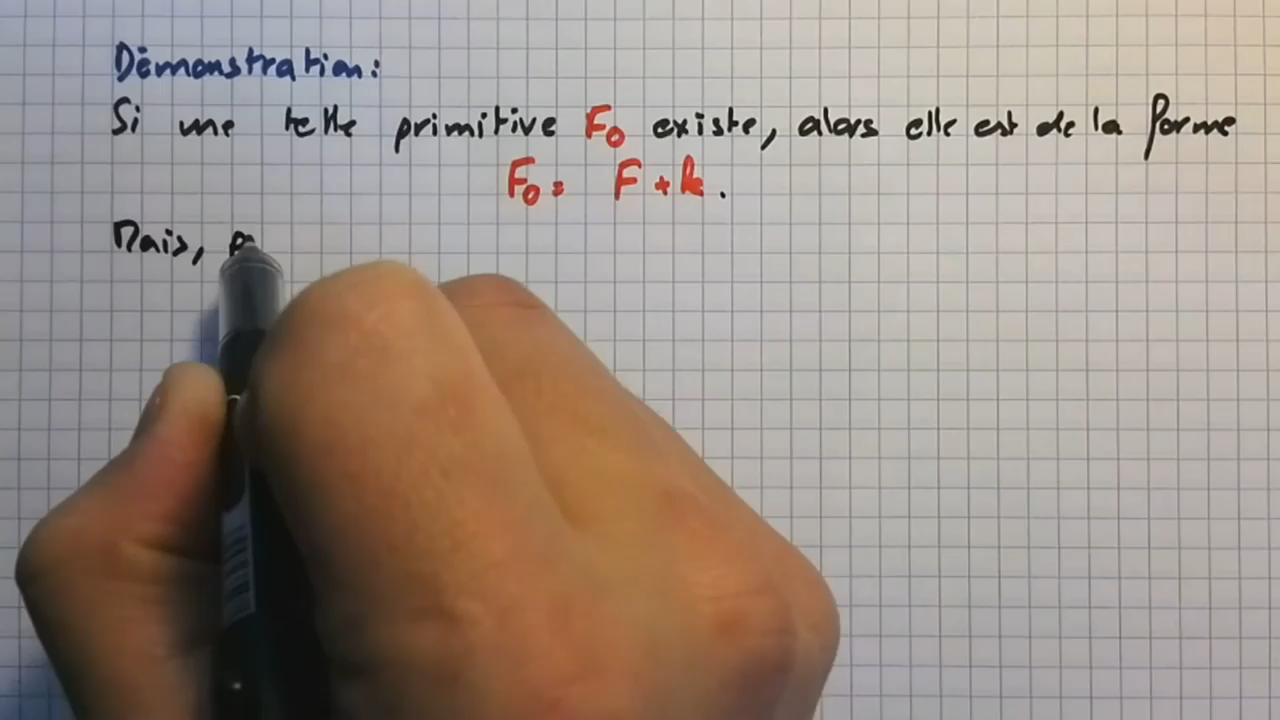 Démonstration:
Si une telle primitive F₀ existe, alors elle est de la forme
F₀ = F + k.
Mais,